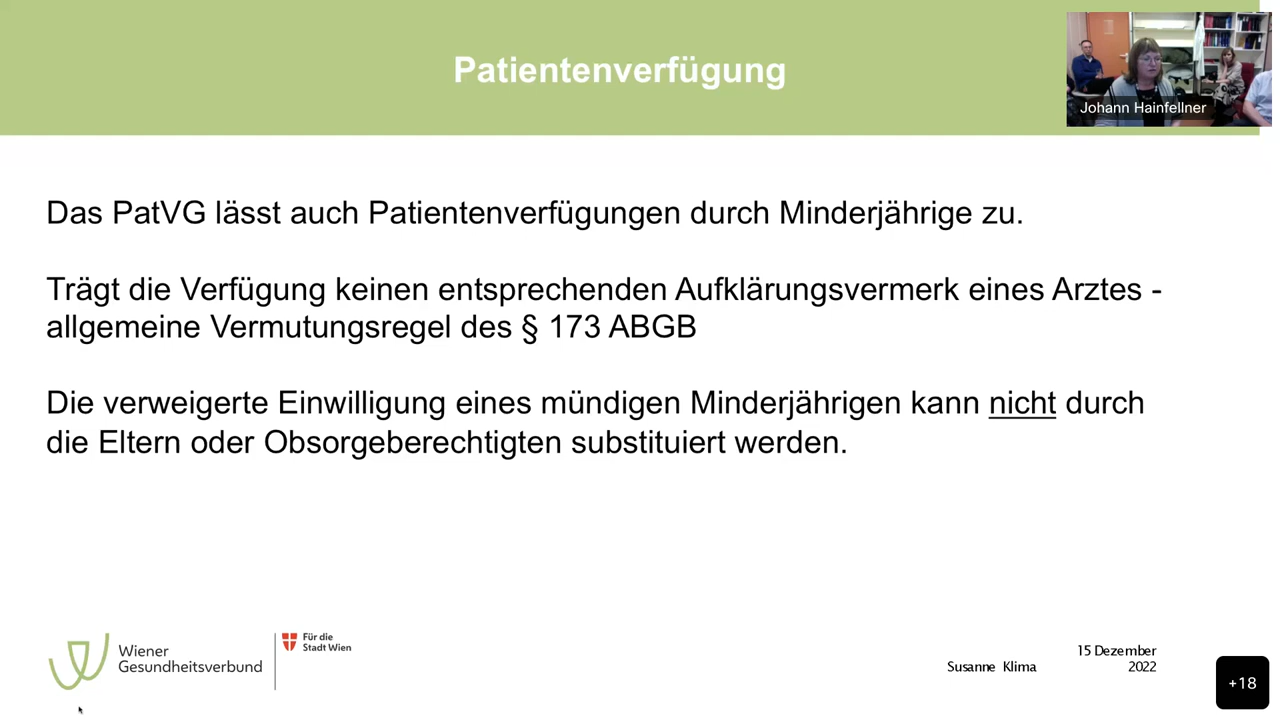 Patientenverfügung
Johann Hainfellner
Das PatVG lässt auch Patientenverfügungen durch Minderjährige zu.
Trägt die Verfügung keinen entsprechenden Aufklärungsvermerk eines Arztes -
allgemeine Vermutungsregel des § 173 ABGB
Die verweigerte Einwilligung eines mündigen Minderjährigen kann nicht durch
die Eltern oder Obsorgeberechtigten substituiert werden.
Wiener
Gesundheitsverbund
Für die
Stadt Wien
Susanne Klima
15 Dezember
2022
+18